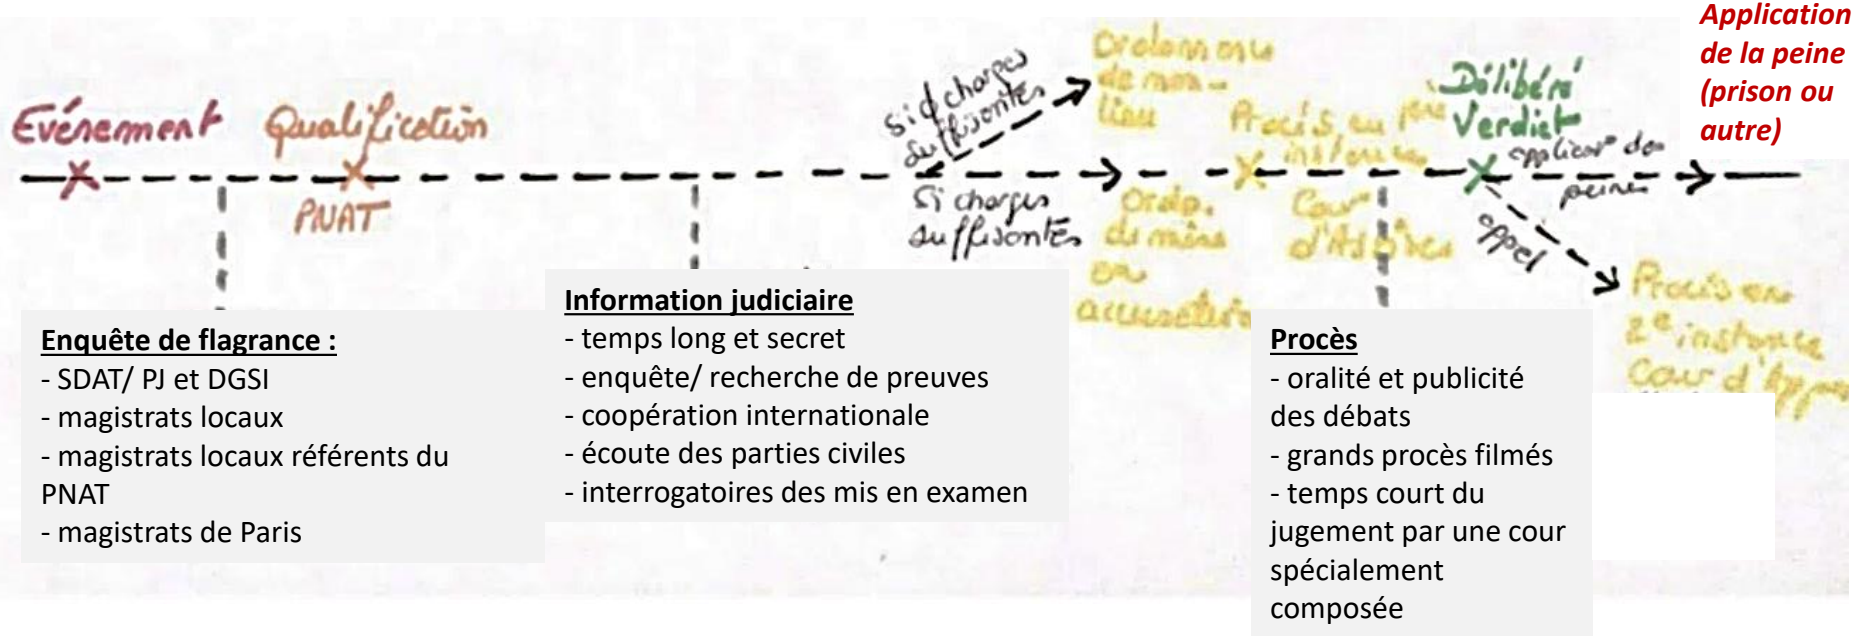 Application
de la peine
(prison ou
autre)
Evénement
Qualification
PNAT
si ø charges
suffisantes
Ordonnance
de non-
lieu
Si charges
suffisantes
Ordo.
de mise
en
accusation
Procès en
instance
Cour
d'Assises
Délibéré
Verdict
applica° des
peines
appel
Procès en
2e instance
Cour d'Appel
Enquête de flagrance :
- SDAT/ PJ et DGSI
- magistrats locaux
- magistrats locaux référents du
PNAT
- magistrats de Paris
Information judiciaire
- temps long et secret
- enquête/ recherche de preuves
- coopération internationale
- écoute des parties civiles
- interrogatoires des mis en examen
Procès
- oralité et publicité
des débats
- grands procès filmés
- temps court du
jugement par une cour
spécialement
composée